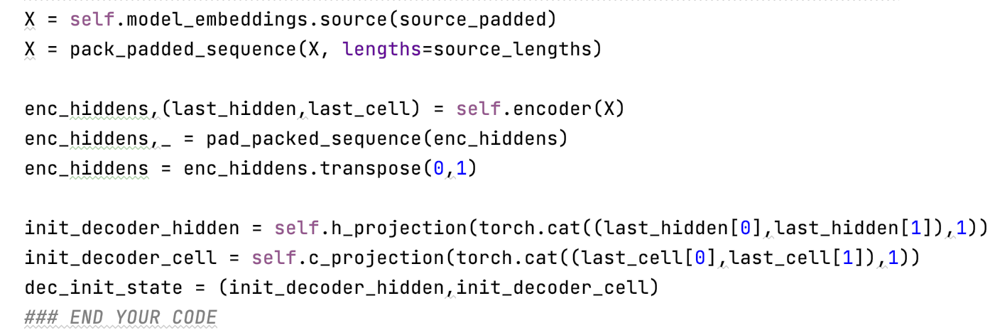 X = self.model_embeddings.source(source_padded)
X = pack_padded_sequence(X, lengths=source_lengths)
enc_hiddens,(last_hidden,last_cell) = self.encoder(X)
enc_hiddens,_ = pad_packed_sequence(enc_hiddens)
enc_hiddens = enc_hiddens.transpose(0,1)
init_decoder_hidden = self.h_projection(torch.cat((last_hidden[0],last_hidden[1]),1))
init_decoder_cell = self.c_projection(torch.cat((last_cell[0],last_cell[1]),1))
dec_init_state = (init_decoder_hidden,init_decoder_cell)
### END YOUR CODE